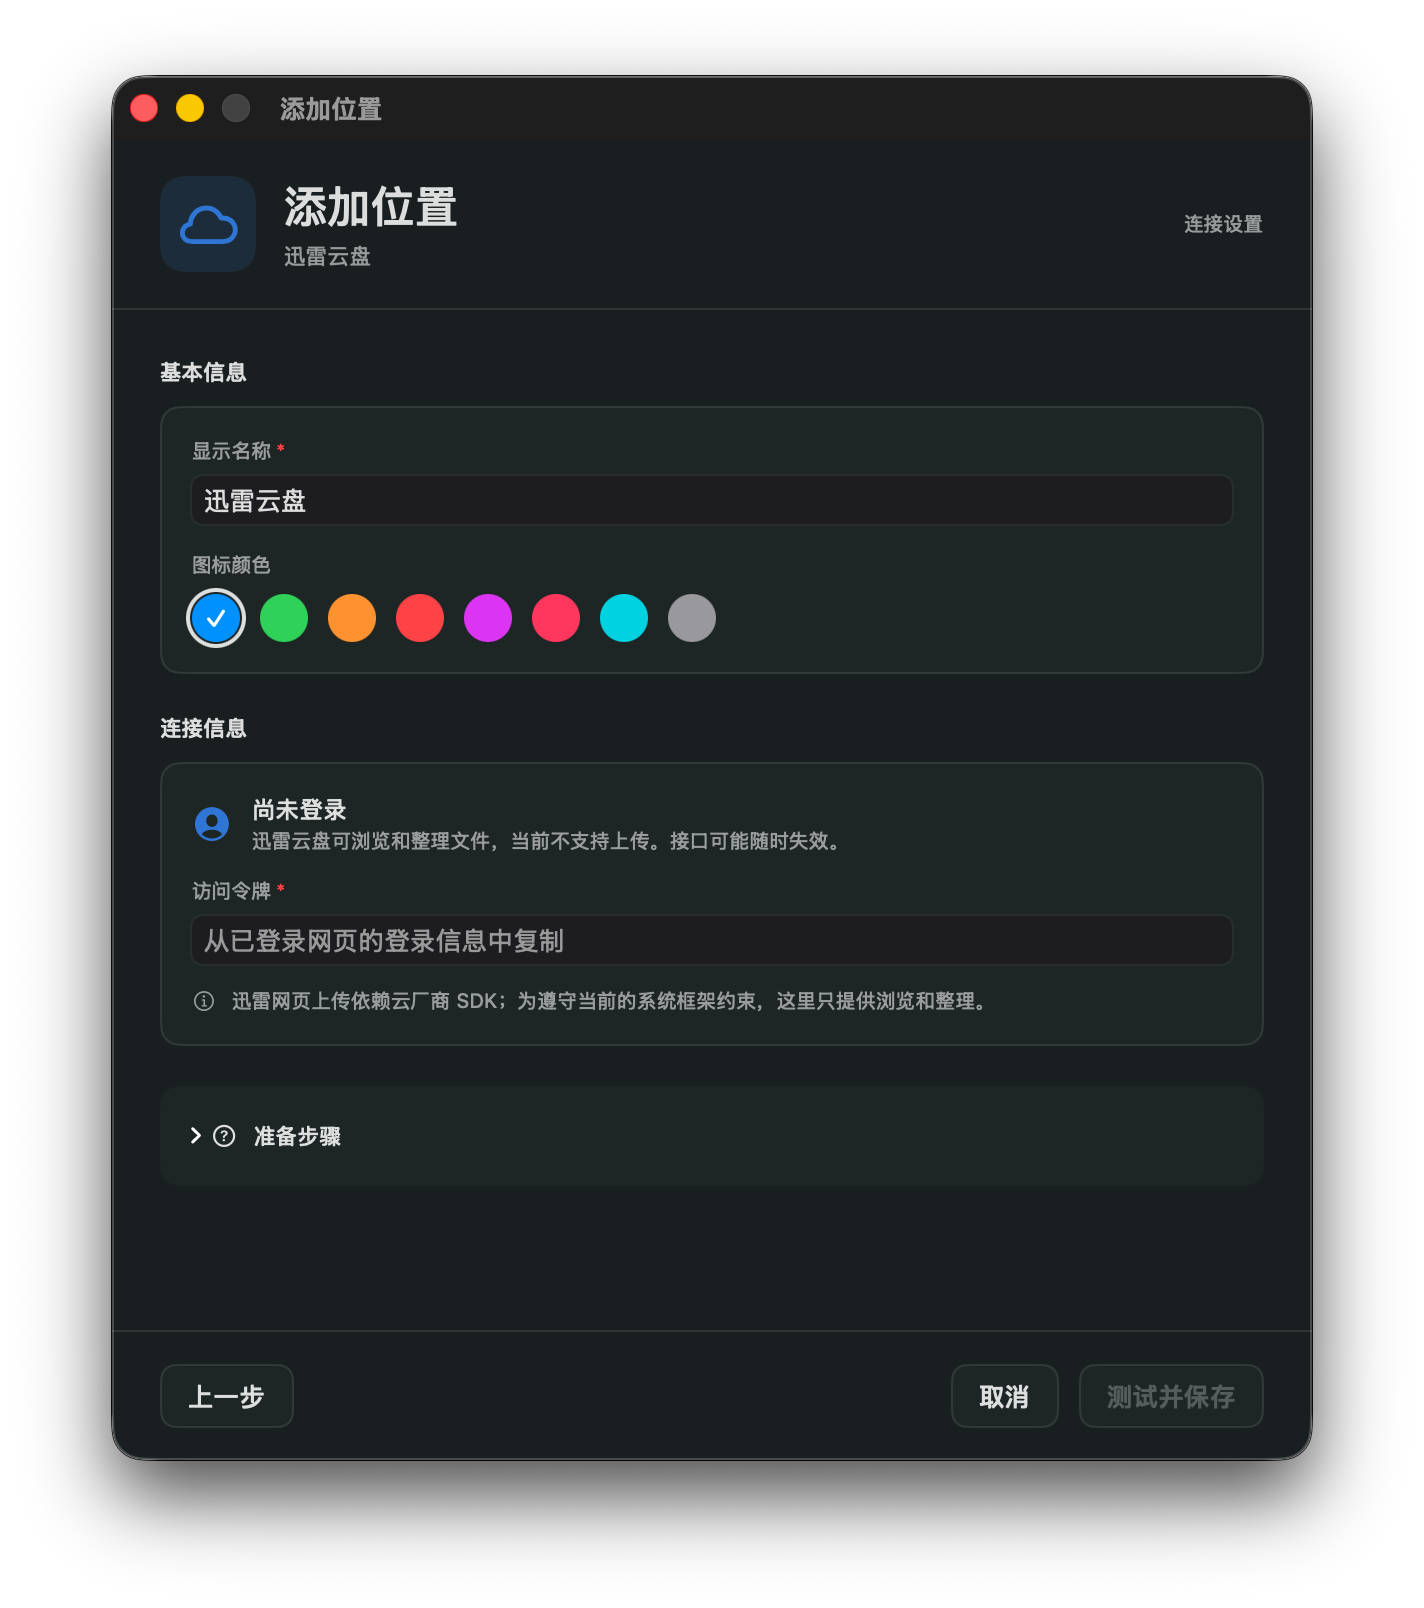 添加位置
添加位置
迅雷云盘
连接设置
基本信息
显示名称 *
迅雷云盘
图标颜色
连接信息
尚未登录
迅雷云盘可浏览和整理文件，当前不支持上传。接口可能随时失效。
访问令牌 *
从已登录网页的登录信息中复制
迅雷网页上传依赖云厂商 SDK；为遵守当前的系统框架约束，这里只提供浏览和整理。
准备步骤
上一步
取消
测试并保存